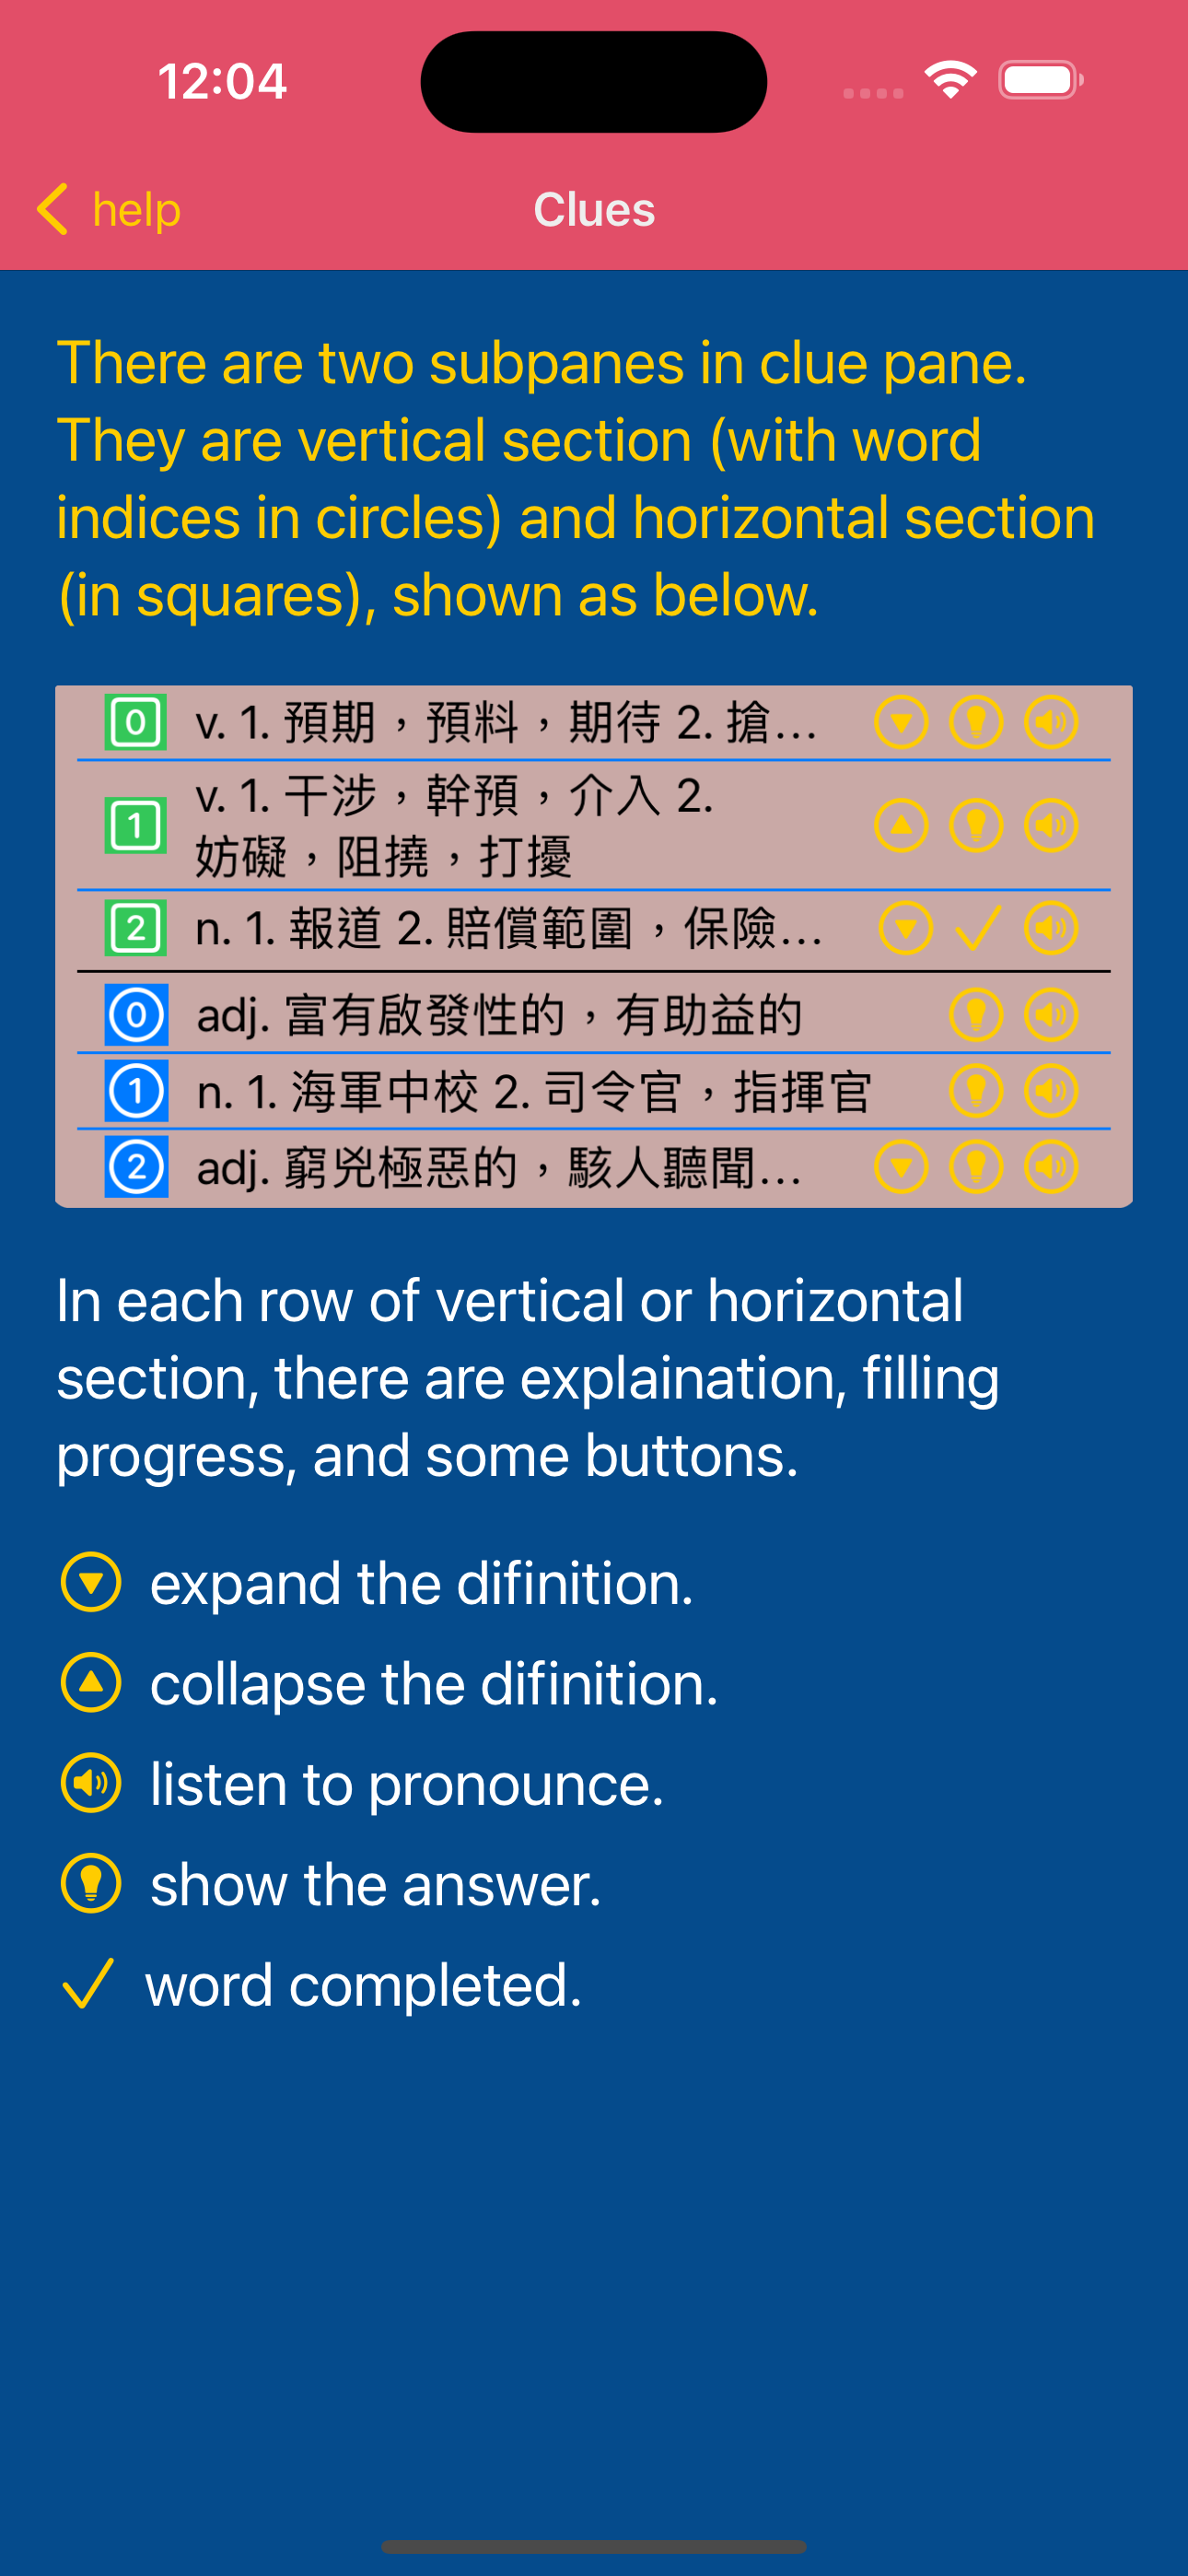 12:04
help
Clues
There are two subpanes in clue pane.
They are vertical section (with word
indices in circles) and horizontal section
(in squares), shown as below.
0 v. 1. 預期，預料，期待 2. 搶...
1 v. 1. 干涉，幹預，介入 2.
妨礙，阻撓，打擾
2 n. 1. 報道 2. 賠償範圍，保險...
0 adj. 富有啟發性的，有助益的
1 n. 1. 海軍中校 2. 司令官，指揮官
2 adj. 窮兇極惡的，駭人聽聞...
In each row of vertical or horizontal
section, there are explaination, filling
progress, and some buttons.
expand the difinition.
collapse the difinition.
listen to pronounce.
show the answer.
word completed.